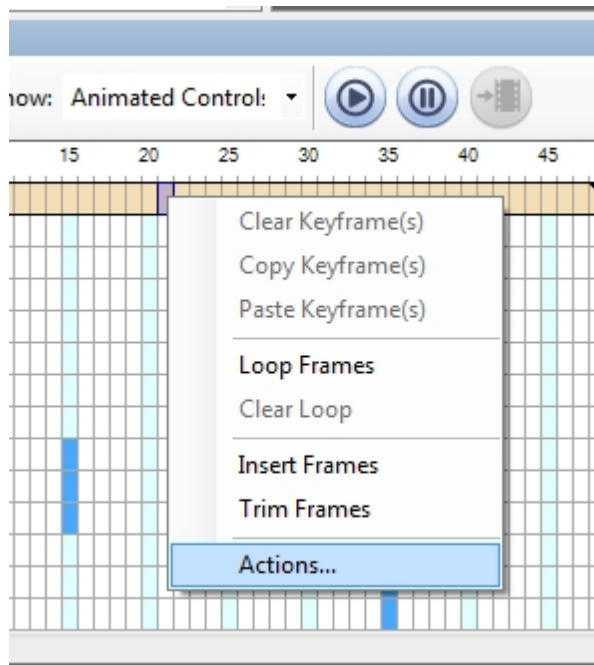 now: Animated Control:
15 20 25 30 35 40 45
Clear Keyframe(s)
Copy Keyframe(s)
Paste Keyframe(s)
Loop Frames
Clear Loop
Insert Frames
Trim Frames
Actions...